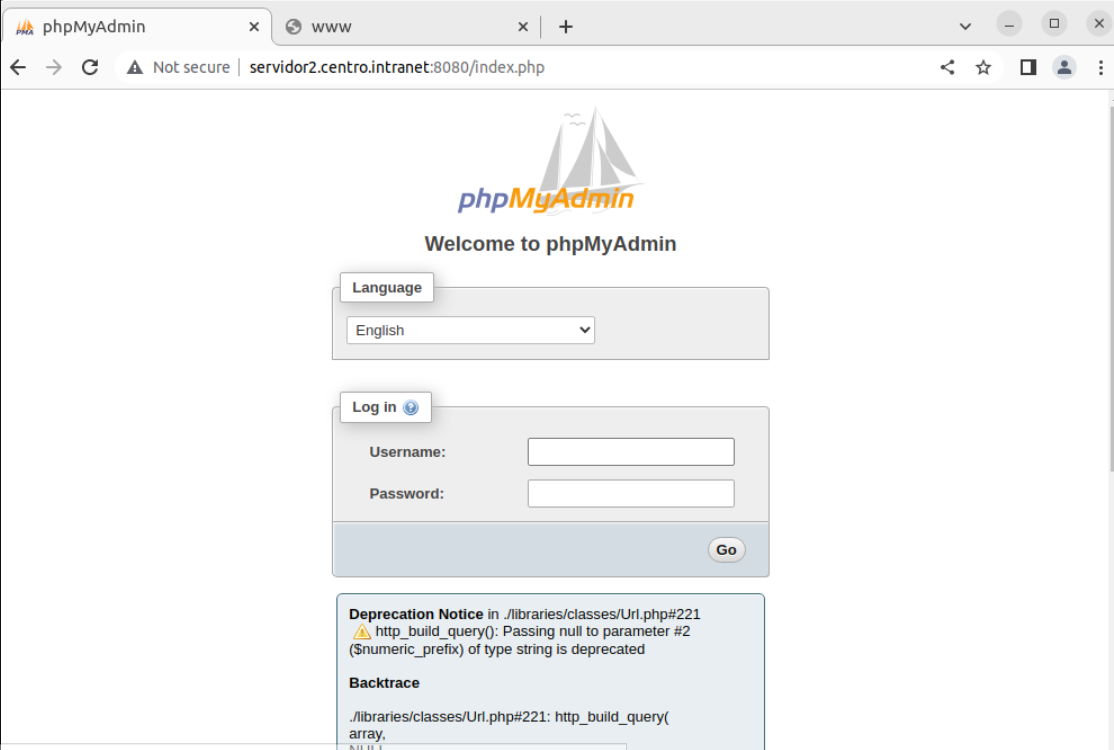 phpMyAdmin
www
Not secure servidor2.centro.intranet:8080/index.php
phpMyAdmin
Welcome to phpMyAdmin
Language
English
Log in
Username:
Password:
Go
Deprecation Notice in ./libraries/classes/Url.php#221
http_build_query(): Passing null to parameter #2
($numeric_prefix) of type string is deprecated
Backtrace
./libraries/classes/Url.php#221: http_build_query(
array,